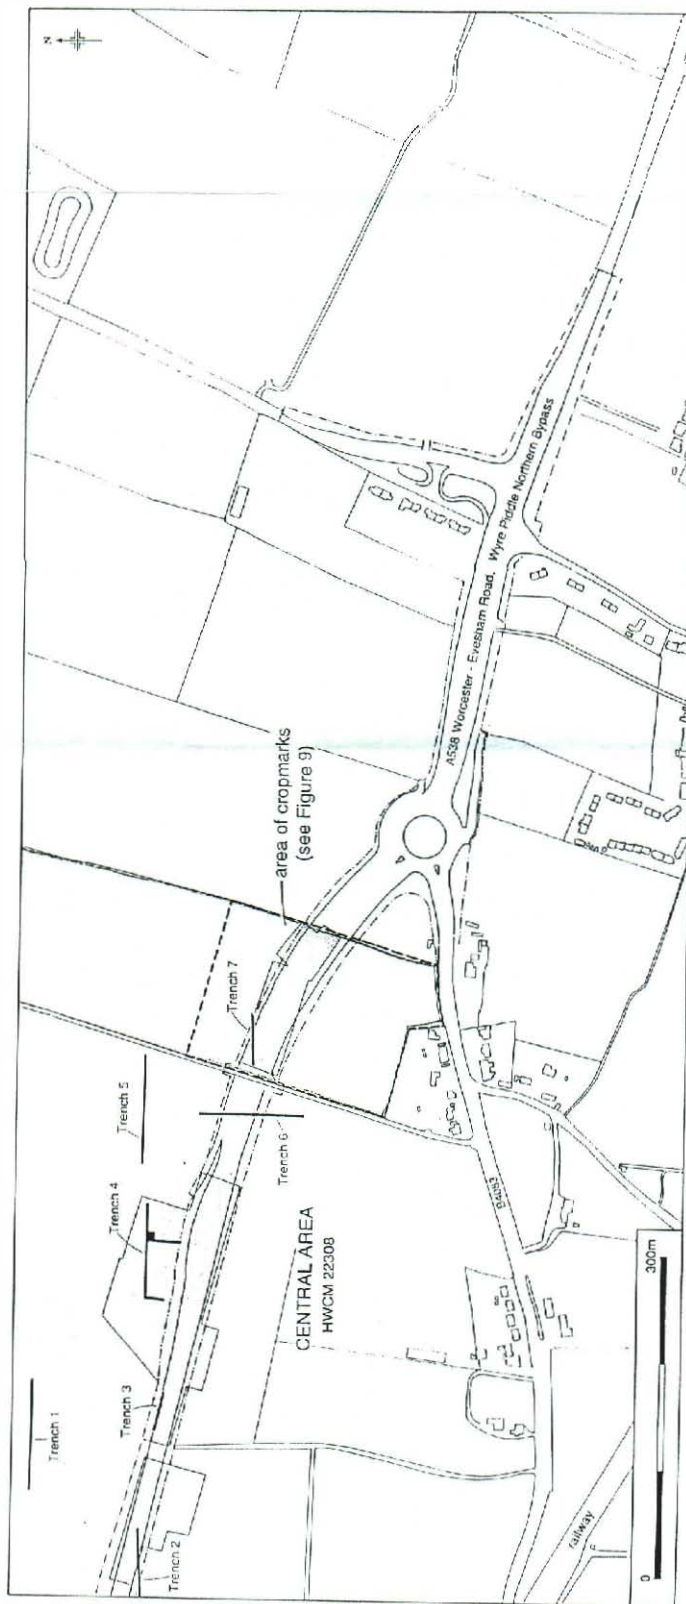 N
Trench 1
Trench 2
Trench 3
Trench 4
Trench 5
Trench 6
Trench 7
area of cropmarks
(see Figure 9)
CENTRAL AREA
HWCM 22308
A538 Worcester - Evesham Road, Wyre Piddle Northern Bypass
B4083
railway
0
300m